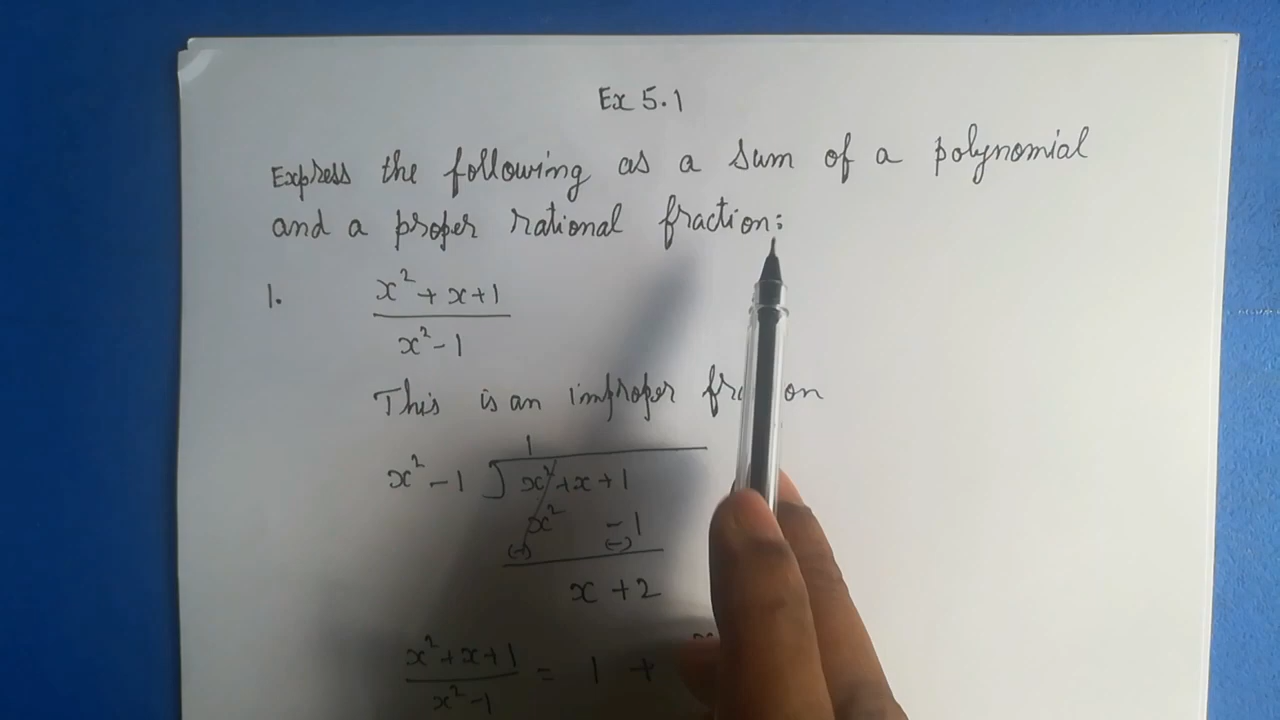 Ex 5.1
Express the following as a sum of a polynomial
and a proper rational fraction:
1.
x² + x + 1
x² - 1
This is an improper
1
x² - 1 ) x² + x + 1
x² - 1
(-) (-)
x + 2
x² + x + 1
= 1 +
x² - 1